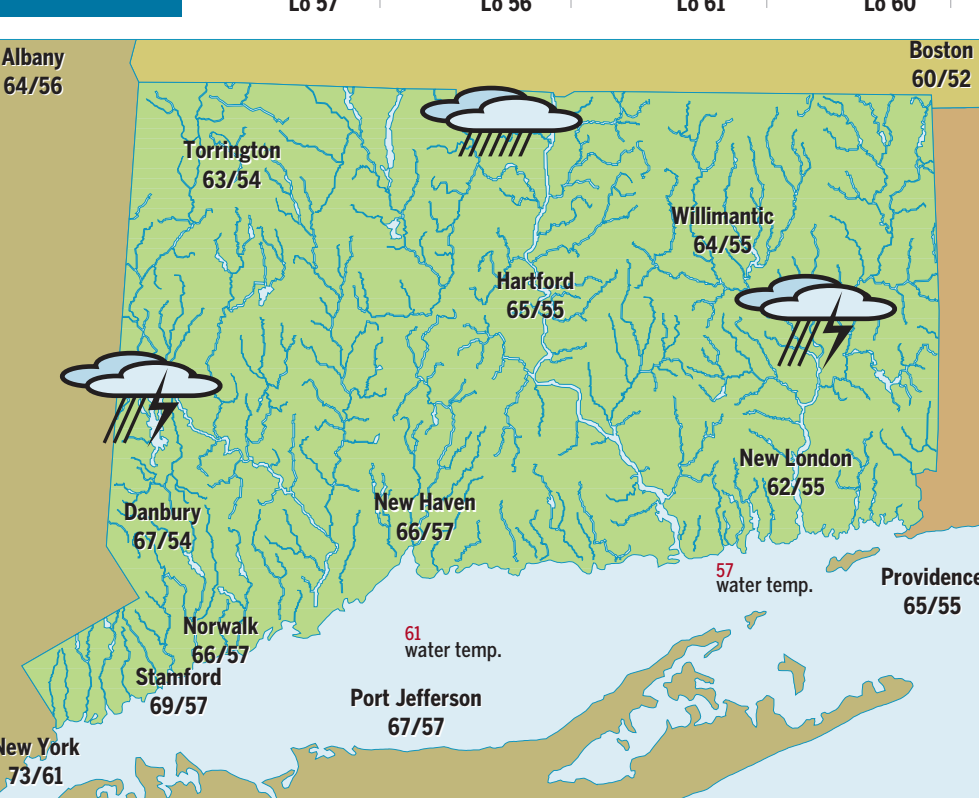 Lo 57
Lo 56
Lo 61
Lo 60
Albany
64/56
Boston
60/52
Torrington
63/54
Willimantic
64/55
Hartford
65/55
New London
62/55
New Haven
66/57
Danbury
67/54
57
water temp.
Providence
65/55
Norwalk
66/57
61
water temp.
Stamford
69/57
Port Jefferson
67/57
New York
73/61